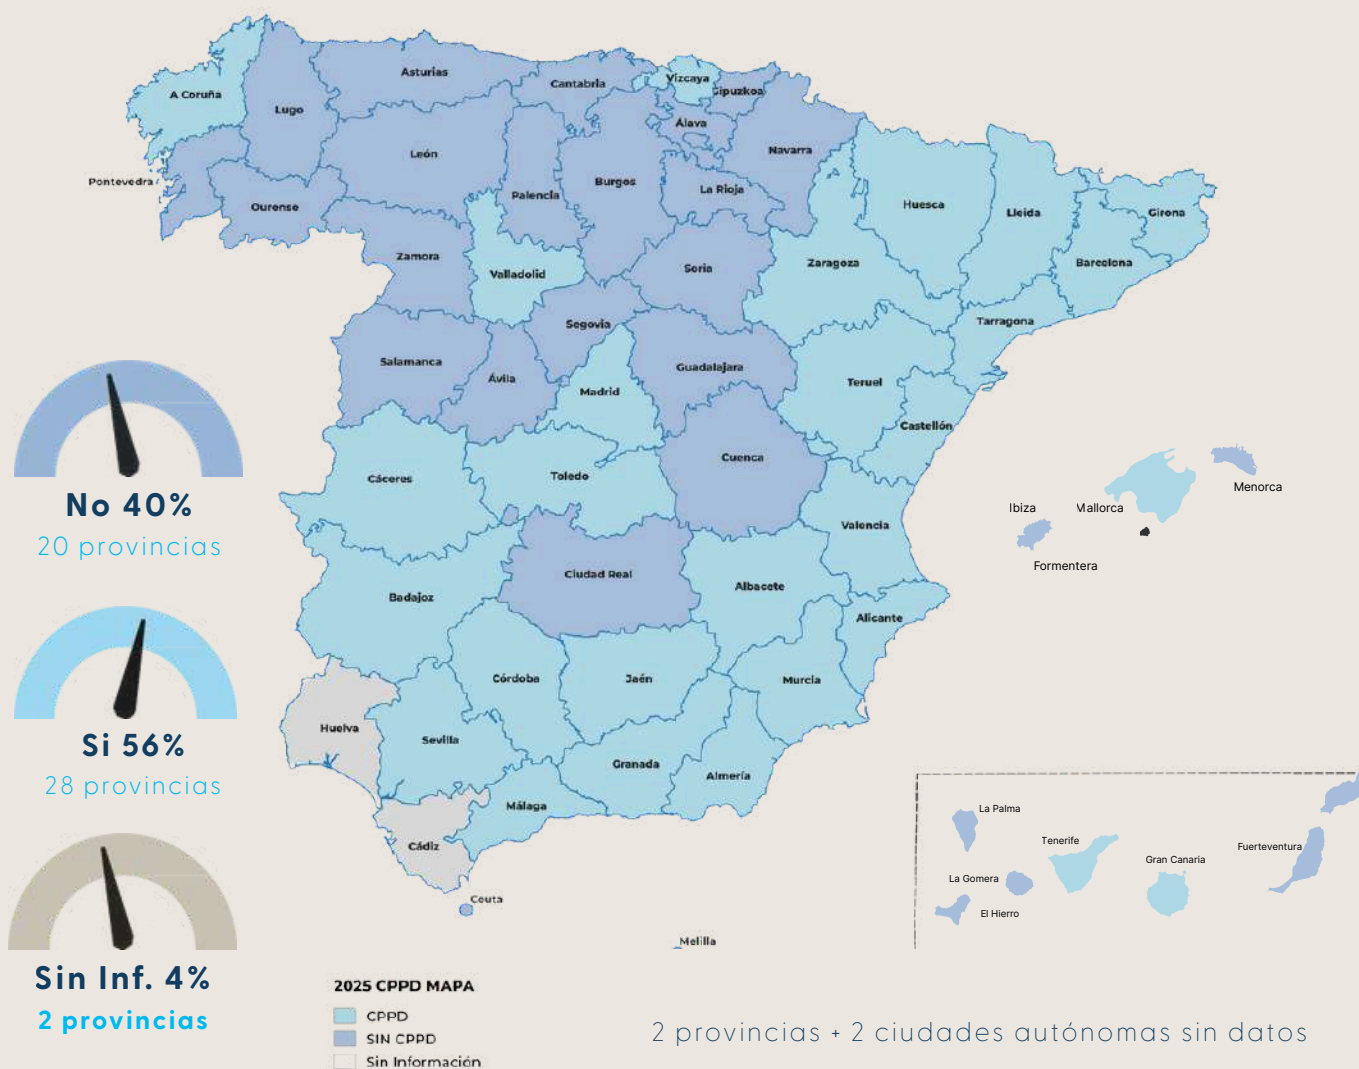 Asturias
Cantabria
Vizcaya
Gipuzkoa
A Coruña
Lugo
Álava
Navarra
León
Pontevedra
Palencia
Burgos
La Rioja
Ourense
Huesca
Lleida
Girona
Zamora
Valladolid
Soria
Zaragoza
Barcelona
Segovia
Tarragona
Salamanca
Ávila
Guadalajara
Madrid
Teruel
Castellón
Cáceres
Toledo
Cuenca
Valencia
Ibiza
Mallorca
Menorca
Formentera
Badajoz
Ciudad Real
Albacete
Alicante
Córdoba
Jaén
Murcia
Huelva
Sevilla
Granada
Almería
Málaga
Cádiz
Ceuta
Melilla
La Palma
Tenerife
Gran Canaria
Fuerteventura
La Gomera
El Hierro
No 40%
20 provincias
Si 56%
28 provincias
Sin Inf. 4%
2 provincias
2025 CPPD MAPA
CPPD
SIN CPPD
Sin Información
2 provincias + 2 ciudades autónomas sin datos